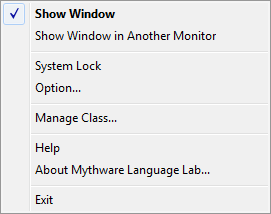 Show Window
Show Window in Another Monitor
System Lock
Option...
Manage Class...
Help
About Mythware Language Lab...
Exit